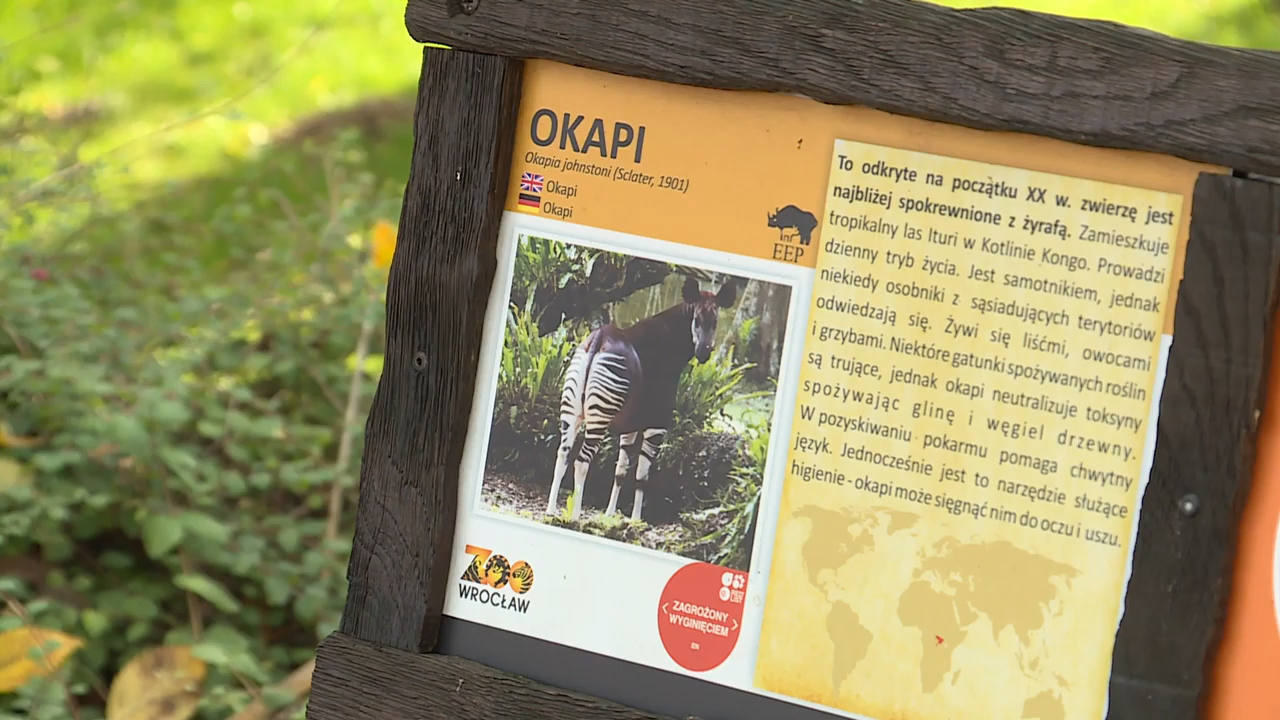 OKAPI
Okapia johnstoni (Sclater, 1901)
Okapi
Okapi
EEP
To odkryte na początku XX w. zwierzę jest
najbliżej spokrewnione z żyrafą. Zamieszkuje
tropikalny las Ituri w Kotlinie Kongo. Prowadzi
dzienny tryb życia. Jest samotnikiem, jednak
niekiedy osobniki z sąsiadujących terytoriów
odwiedzają się. Żywi się liśćmi, owocami
i grzybami. Niektóre gatunki spożywanych roślin
są trujące, jednak okapi neutralizuje toksyny
spożywając glinę i węgiel drzewny.
W pozyskiwaniu pokarmu pomaga chwytny
język. Jednocześnie jest to narzędzie służące
higienie - okapi może sięgnąć nim do oczu i uszu.
ZOO
WROCŁAW
RED
LIST
ZAGROŻONY
WYGINIĘCIEM
EN